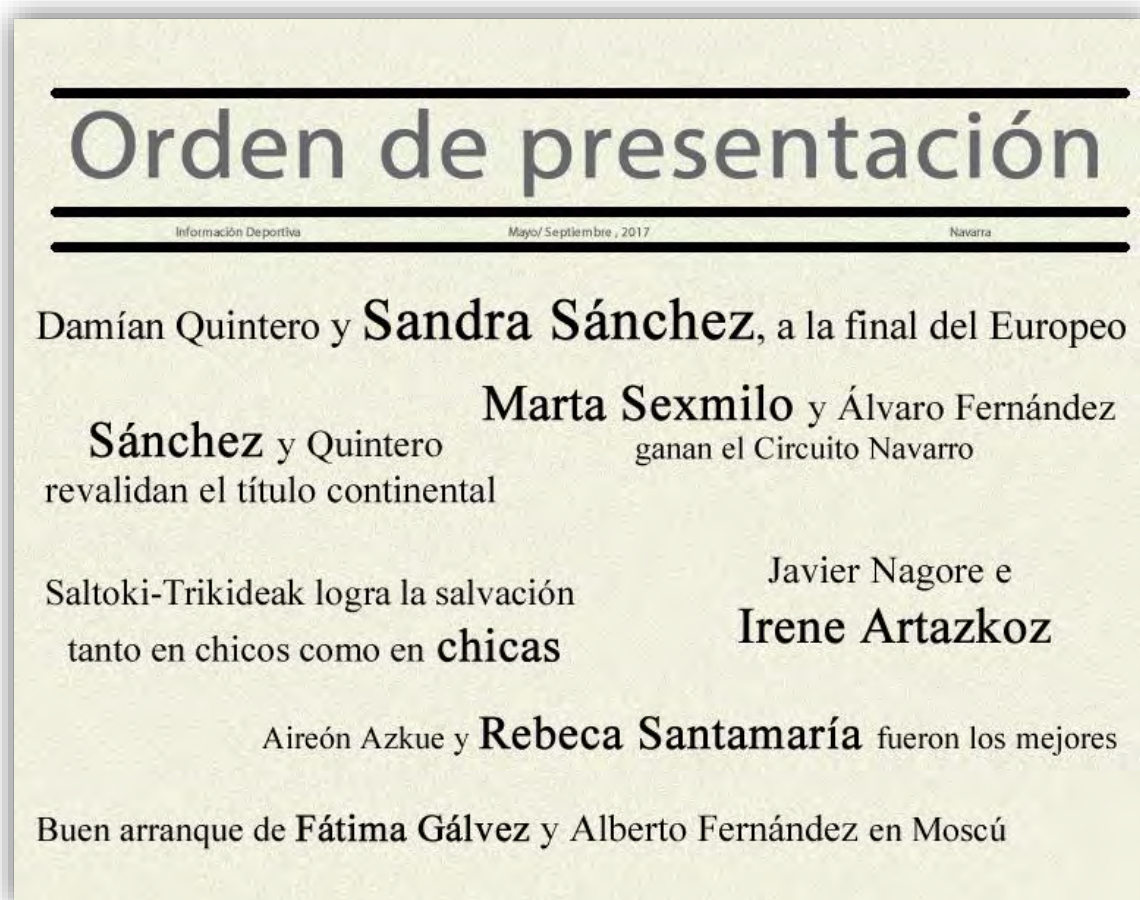 Orden de presentación
Información Deportiva Mayo/ Septiembre , 2017 Navarra
Damían Quintero y Sandra Sánchez, a la final del Europeo
Marta Sexmilo y Álvaro Fernández
ganan el Circuito Navarro
Sánchez y Quintero
revalidan el título continental
Saltoki-Trikideak logra la salvación
tanto en chicos como en chicas
Javier Nagore e
Irene Artazkoz
Aireón Azkue y Rebeca Santamaría fueron los mejores
Buen arranque de Fátima Gálvez y Alberto Fernández en Moscú